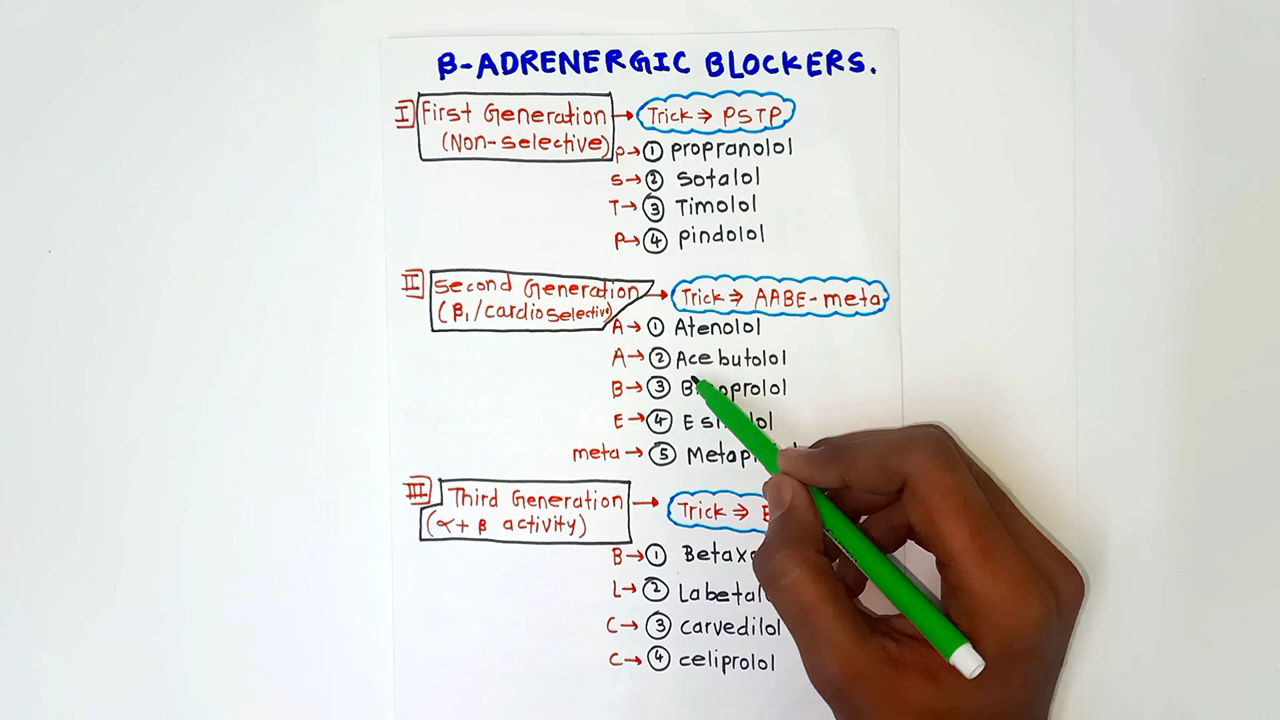 β-ADRENERGIC BLOCKERS.
I First Generation → Trick ⇒ PSTP
(Non-selective)
P→ ① propranolol
S→ ② Sotalol
T→ ③ Timolol
P→ ④ pindolol
II Second Generation → Trick ⇒ AABE-meta
(β1/cardioselective)
A→ ① Atenolol
A→ ② Acebutolol
B→ ③
E→ ④
meta → ⑤
III Third Generation → Trick ⇒
(α+β activity)
B→ ①
L→ ②
C→ ③ carvedilol
C→ ④ celiprolol